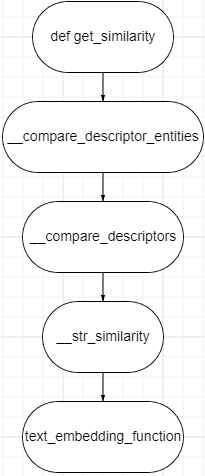 def get_similarity
__compare_descriptor_entities
__compare_descriptors
__str_similarity
text_embedding_function